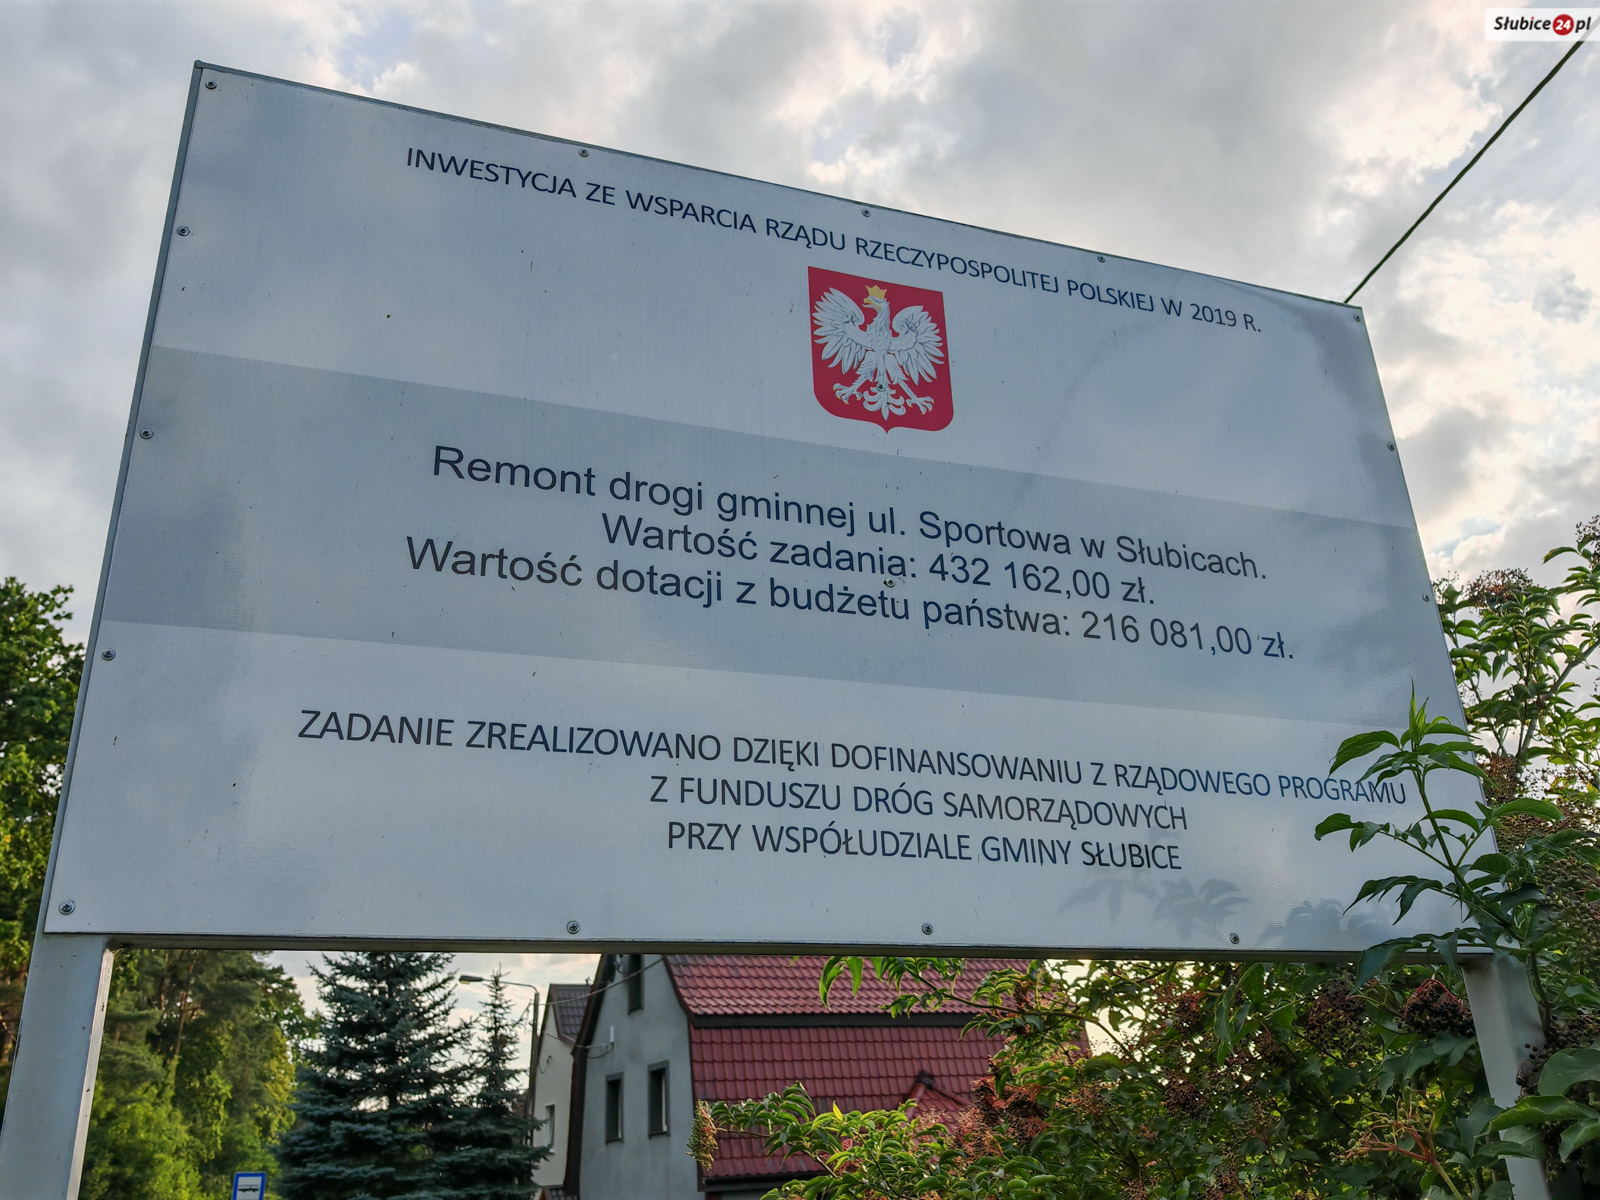 Słubice24pl
INWESTYCJA ZE WSPARCIA RZĄDU RZECZYPOSPOLITEJ POLSKIEJ W 2019 R.
Remont drogi gminnej ul. Sportowa w Słubicach.
Wartość zadania: 432 162,00 zł.
Wartość dotacji z budżetu państwa: 216 081,00 zł.
ZADANIE ZREALIZOWANO DZIĘKI DOFINANSOWANIU Z RZĄDOWEGO PROGRAMU
Z FUNDUSZU DRÓG SAMORZĄDOWYCH
PRZY WSPÓŁUDZIALE GMINY SŁUBICE